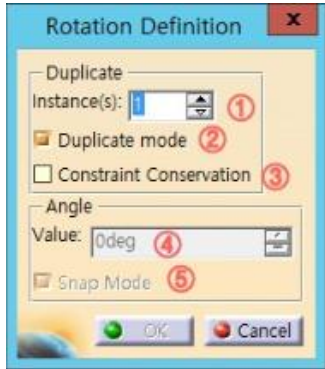 Rotation Definition x
Duplicate
Instance(s): 1 ①
Duplicate mode ②
Constraint Conservation ③
Angle
Value: 0deg ④
Snap Mode ⑤
OK Cancel